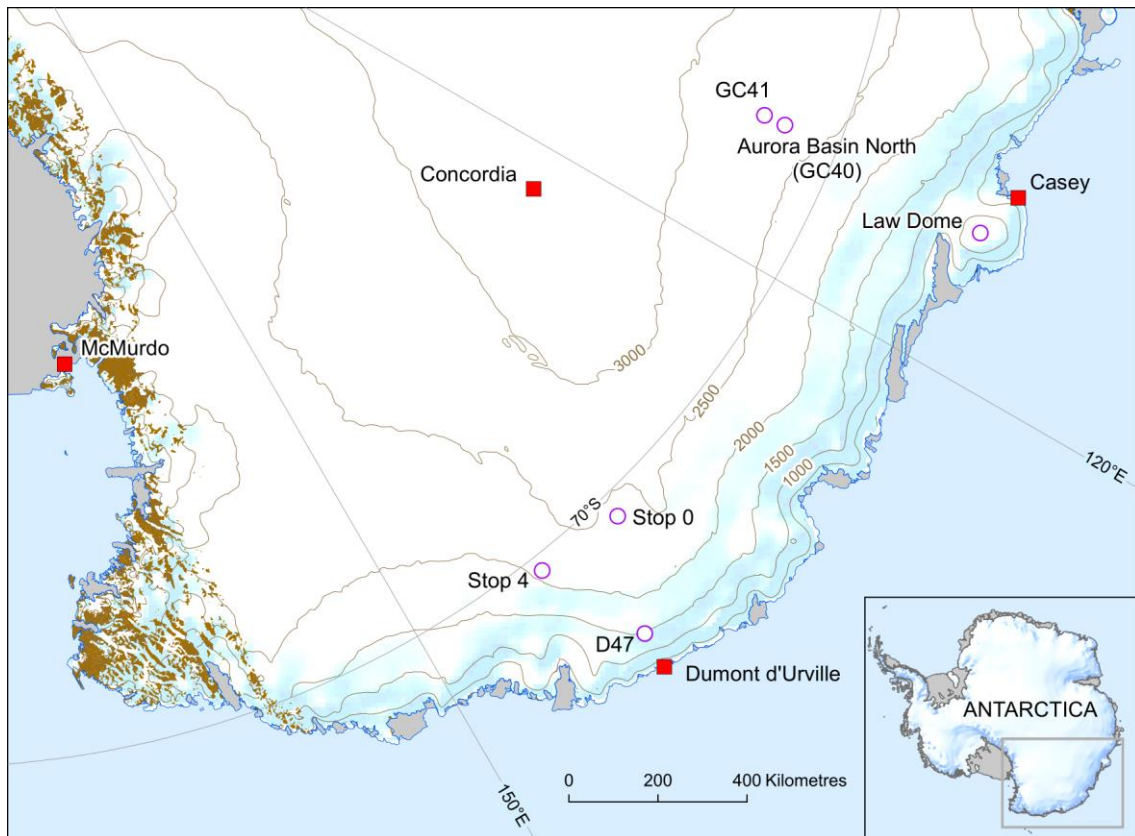 GC41
Aurora Basin North
(GC40)
Concordia
Casey
Law Dome
McMurdo
3000
2500
2000
1500
1000
120°E
70°S
Stop 0
Stop 4
D47
Dumont d'Urville
ANTARCTICA
0 200 400 Kilometres
150°E